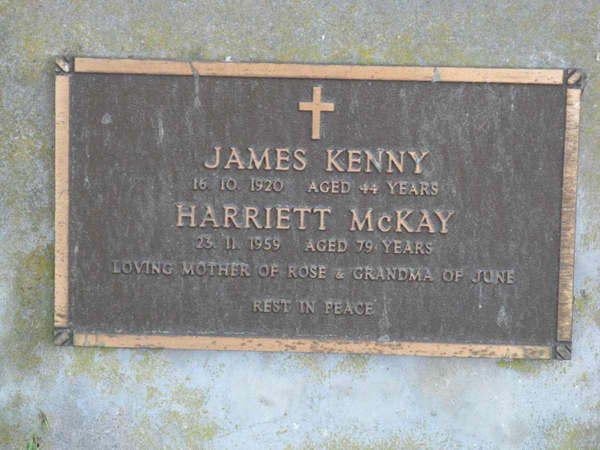 JAMES KENNY
16. 10. 1920 AGED 44 YEARS
HARRIETT McKAY
23. 11. 1959 AGED 79 YEARS
LOVING MOTHER OF ROSE & GRANDMA OF JUNE
REST IN PEACE